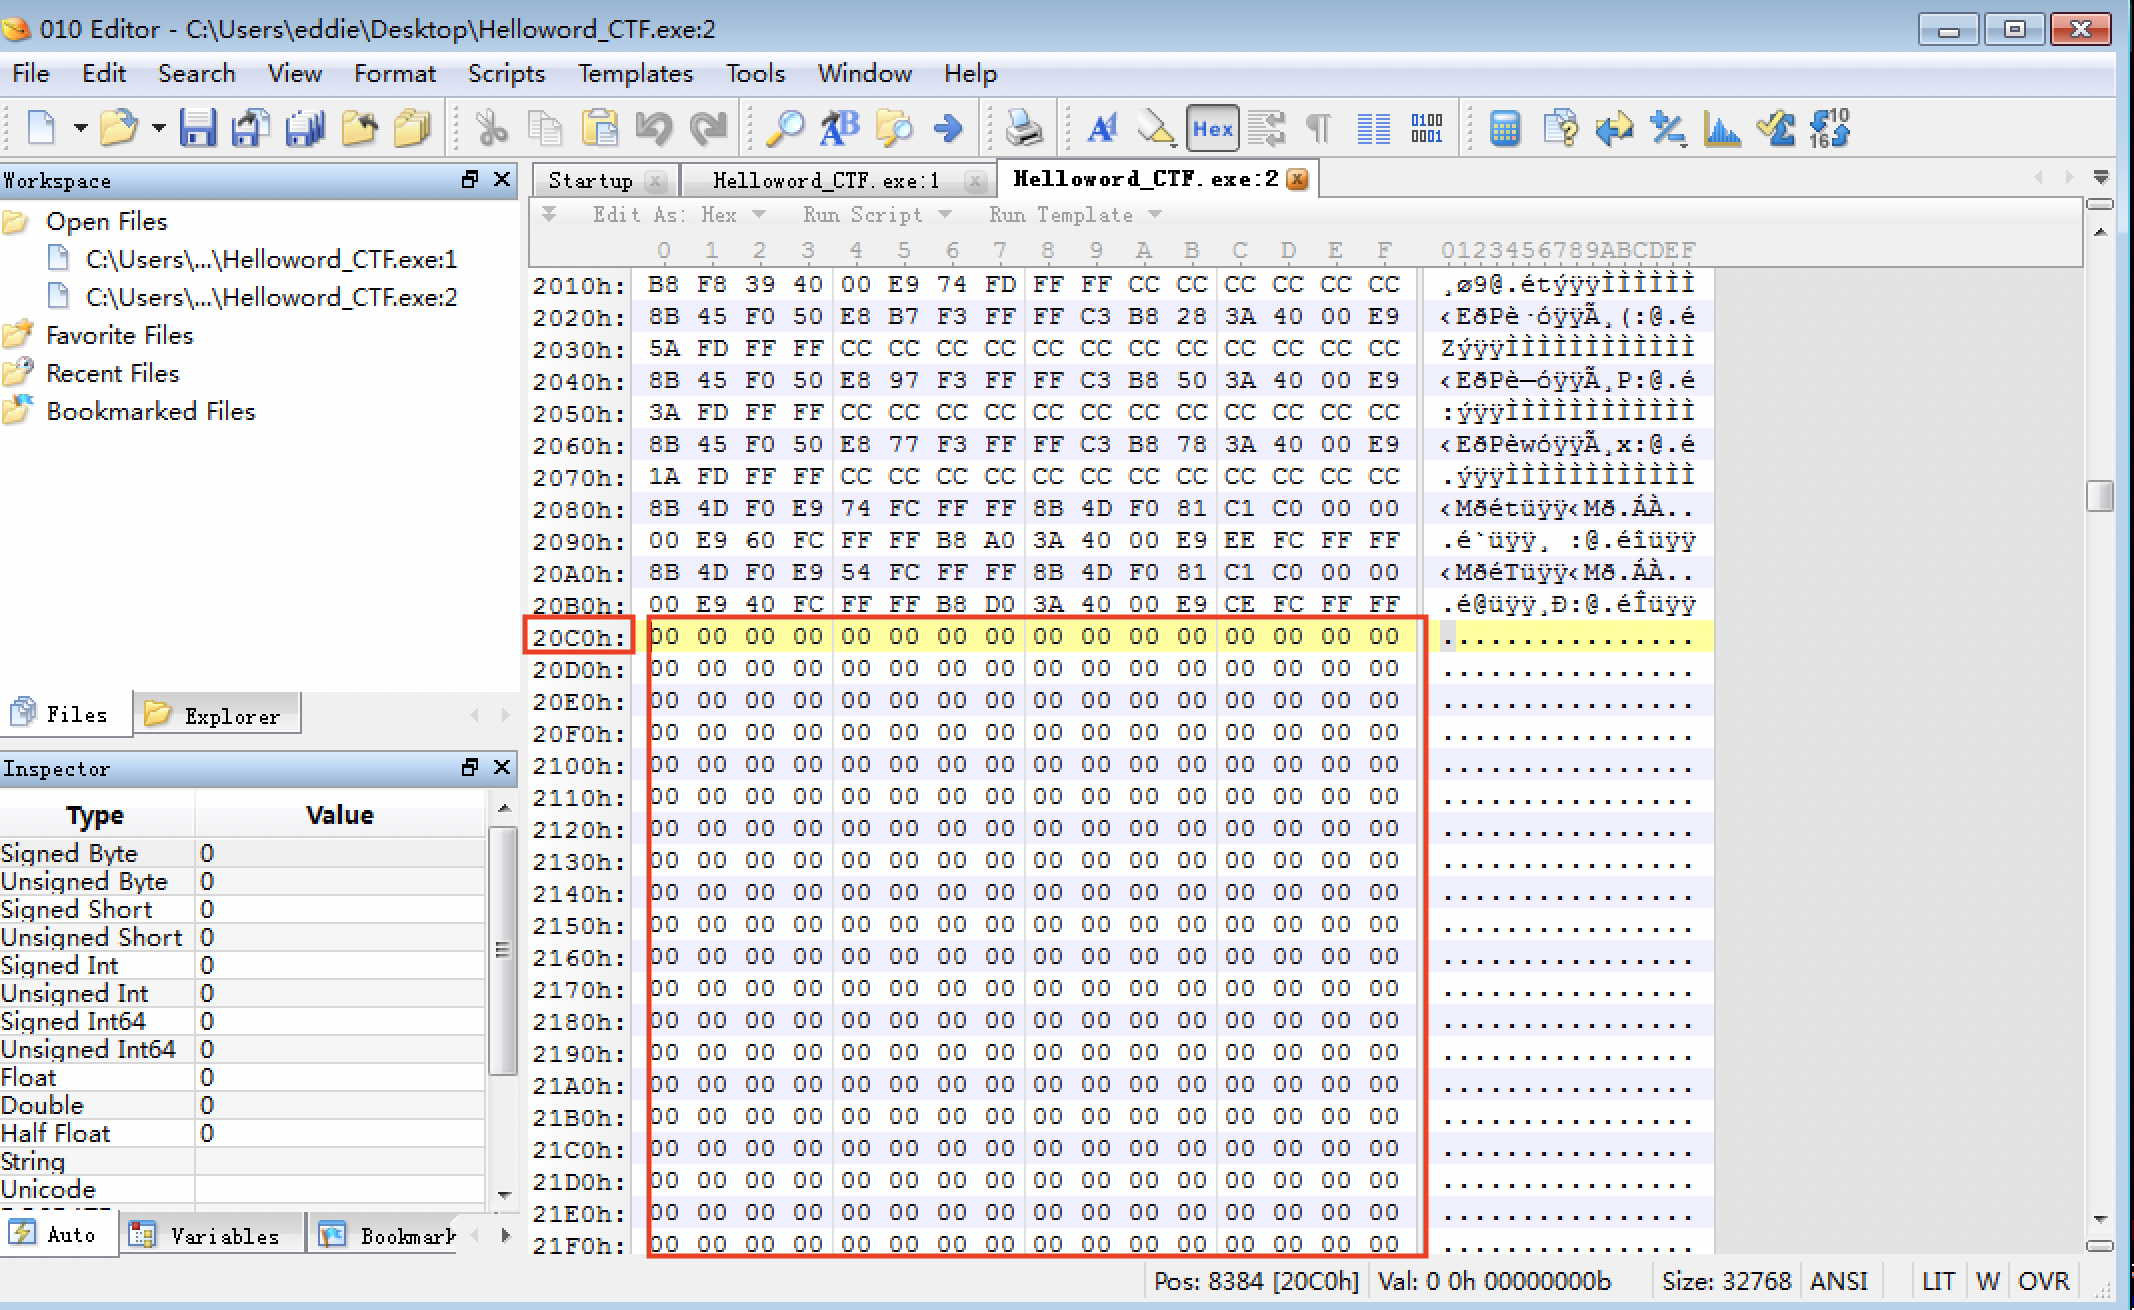 010 Editor - C:\Users\eddie\Desktop\Helloword_CTF.exe:2
File Edit Search View Format Scripts Templates Tools Window Help
Hex
Workspace
Open Files
C:\Users\...\Helloword_CTF.exe:1
C:\Users\...\Helloword_CTF.exe:2
Favorite Files
Recent Files
Bookmarked Files
Files Explorer
Inspector
Type Value
Signed Byte 0
Unsigned Byte 0
Signed Short 0
Unsigned Short 0
Signed Int 0
Unsigned Int 0
Signed Int64 0
Unsigned Int64 0
Float 0
Double 0
Half Float 0
String
Unicode
Auto Variables Bookmark
Startup Helloword_CTF.exe:1 Helloword_CTF.exe:2
Edit As: Hex Run Script Run Template
0 1 2 3 4 5 6 7 8 9 A B C D E F 0123456789ABCDEF
2010h: B8 F8 39 40 00 E9 74 FD FF FF CC CC CC CC CC CC ¸ø9@.étýÿÿÌÌÌÌÌÌ
2020h: 8B 45 F0 50 E8 B7 F3 FF FF C3 B8 28 3A 40 00 E9 ‹EðPè·óÿÿÃ¸(:@.é
2030h: 5A FD FF FF CC CC CC CC CC CC CC CC CC CC CC CC ZýÿÿÌÌÌÌÌÌÌÌÌÌÌÌ
2040h: 8B 45 F0 50 E8 97 F3 FF FF C3 B8 50 3A 40 00 E9 ‹EðPè—óÿÿÃ¸P:@.é
2050h: 3A FD FF FF CC CC CC CC CC CC CC CC CC CC CC CC :ýÿÿÌÌÌÌÌÌÌÌÌÌÌÌ
2060h: 8B 45 F0 50 E8 77 F3 FF FF C3 B8 78 3A 40 00 E9 ‹EðPèwóÿÿÃ¸x:@.é
2070h: 1A FD FF FF CC CC CC CC CC CC CC CC CC CC CC CC .ýÿÿÌÌÌÌÌÌÌÌÌÌÌÌ
2080h: 8B 4D F0 E9 74 FC FF FF 8B 4D F0 81 C1 C0 00 00 ‹Mðétüÿÿ‹Mð.ÁÀ..
2090h: 00 E9 60 FC FF FF B8 A0 3A 40 00 E9 EE FC FF FF .é`üÿÿ¸ :@.éîüÿÿ
20A0h: 8B 4D F0 E9 54 FC FF FF 8B 4D F0 81 C1 C0 00 00 ‹MðéTüÿÿ‹Mð.ÁÀ..
20B0h: 00 E9 40 FC FF FF B8 D0 3A 40 00 E9 CE FC FF FF .é@üÿÿ¸Ð:@.éÎüÿÿ
20C0h: 00 00 00 00 00 00 00 00 00 00 00 00 00 00 00 00 ................
20D0h: 00 00 00 00 00 00 00 00 00 00 00 00 00 00 00 00 ................
20E0h: 00 00 00 00 00 00 00 00 00 00 00 00 00 00 00 00 ................
20F0h: 00 00 00 00 00 00 00 00 00 00 00 00 00 00 00 00 ................
2100h: 00 00 00 00 00 00 00 00 00 00 00 00 00 00 00 00 ................
2110h: 00 00 00 00 00 00 00 00 00 00 00 00 00 00 00 00 ................
2120h: 00 00 00 00 00 00 00 00 00 00 00 00 00 00 00 00 ................
2130h: 00 00 00 00 00 00 00 00 00 00 00 00 00 00 00 00 ................
2140h: 00 00 00 00 00 00 00 00 00 00 00 00 00 00 00 00 ................
2150h: 00 00 00 00 00 00 00 00 00 00 00 00 00 00 00 00 ................
2160h: 00 00 00 00 00 00 00 00 00 00 00 00 00 00 00 00 ................
2170h: 00 00 00 00 00 00 00 00 00 00 00 00 00 00 00 00 ................
2180h: 00 00 00 00 00 00 00 00 00 00 00 00 00 00 00 00 ................
2190h: 00 00 00 00 00 00 00 00 00 00 00 00 00 00 00 00 ................
21A0h: 00 00 00 00 00 00 00 00 00 00 00 00 00 00 00 00 ................
21B0h: 00 00 00 00 00 00 00 00 00 00 00 00 00 00 00 00 ................
21C0h: 00 00 00 00 00 00 00 00 00 00 00 00 00 00 00 00 ................
21D0h: 00 00 00 00 00 00 00 00 00 00 00 00 00 00 00 00 ................
21E0h: 00 00 00 00 00 00 00 00 00 00 00 00 00 00 00 00 ................
21F0h: 00 00 00 00 00 00 00 00 00 00 00 00 00 00 00 00 ................
Pos: 8384 [20C0h] Val: 0 0h 00000000b Size: 32768 ANSI LIT W OVR